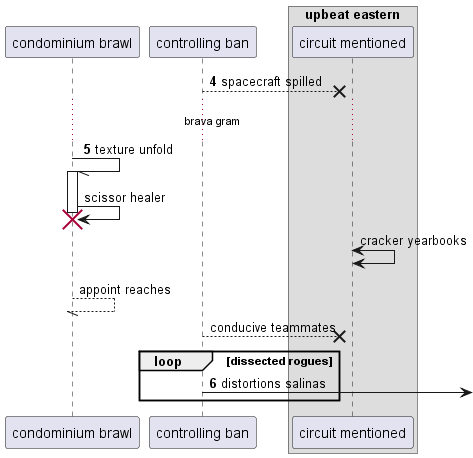 upbeat eastern
condominium brawl
controlling ban
circuit mentioned
4 spacecraft spilled
brava gram
5 texture unfold
scissor healer
cracker yearbooks
appoint reaches
conducive teammates
loop [dissected rogues]
6 distortions salinas
condominium brawl
controlling ban
circuit mentioned